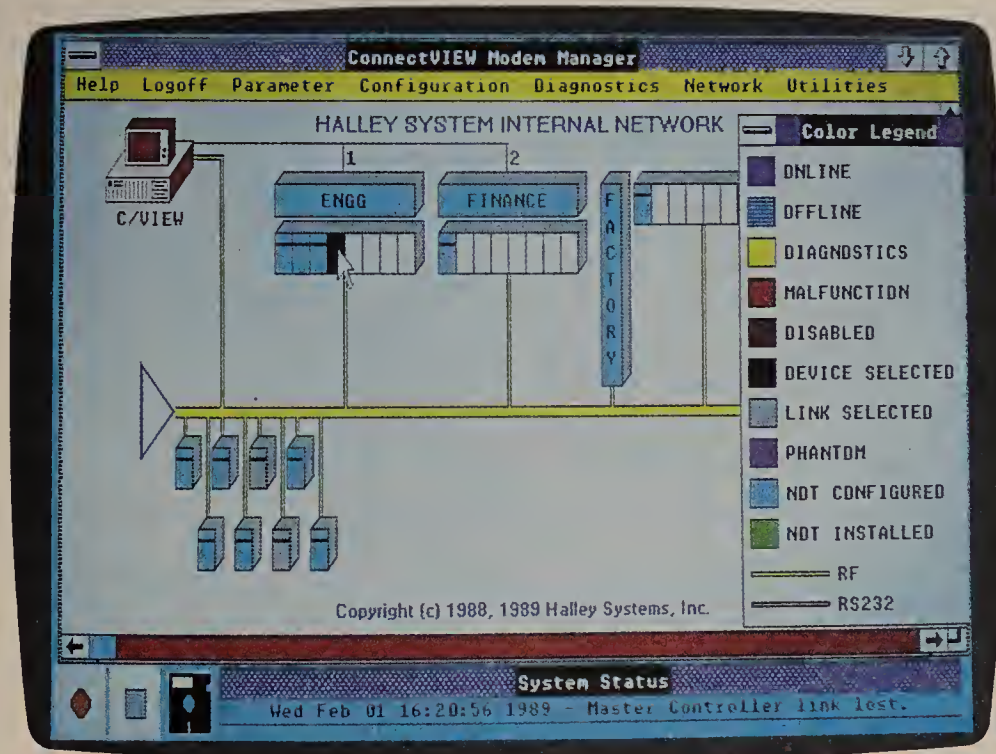 ConnectVIEW Modem Manager
Help Logoff Parameter Configuration Diagnostics Network Utilities
HALLEY SYSTEM INTERNAL NETWORK
1
2
C/VIEW
ENGG
FINANCE
FACTORY
Color Legend
ONLINE
OFFLINE
DIAGNOSTICS
MALFUNCTION
DISABLED
DEVICE SELECTED
LINK SELECTED
PHANTOM
NOT CONFIGURED
NOT INSTALLED
RF
RS232
Copyright (c) 1988, 1989 Halley Systems, Inc.
System Status
Wed Feb 01 16:20:56 1989 - Master Controller link lost.